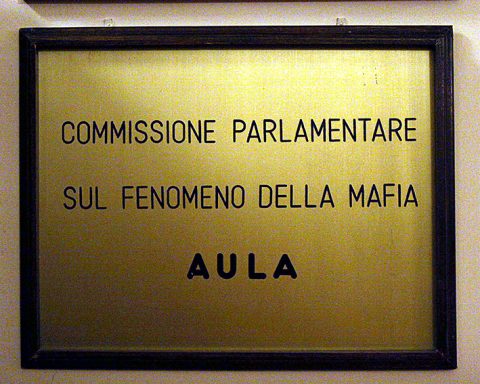 COMMISSIONE PARLAMENTARE
SUL FENOMENO DELLA MAFIA
AULA